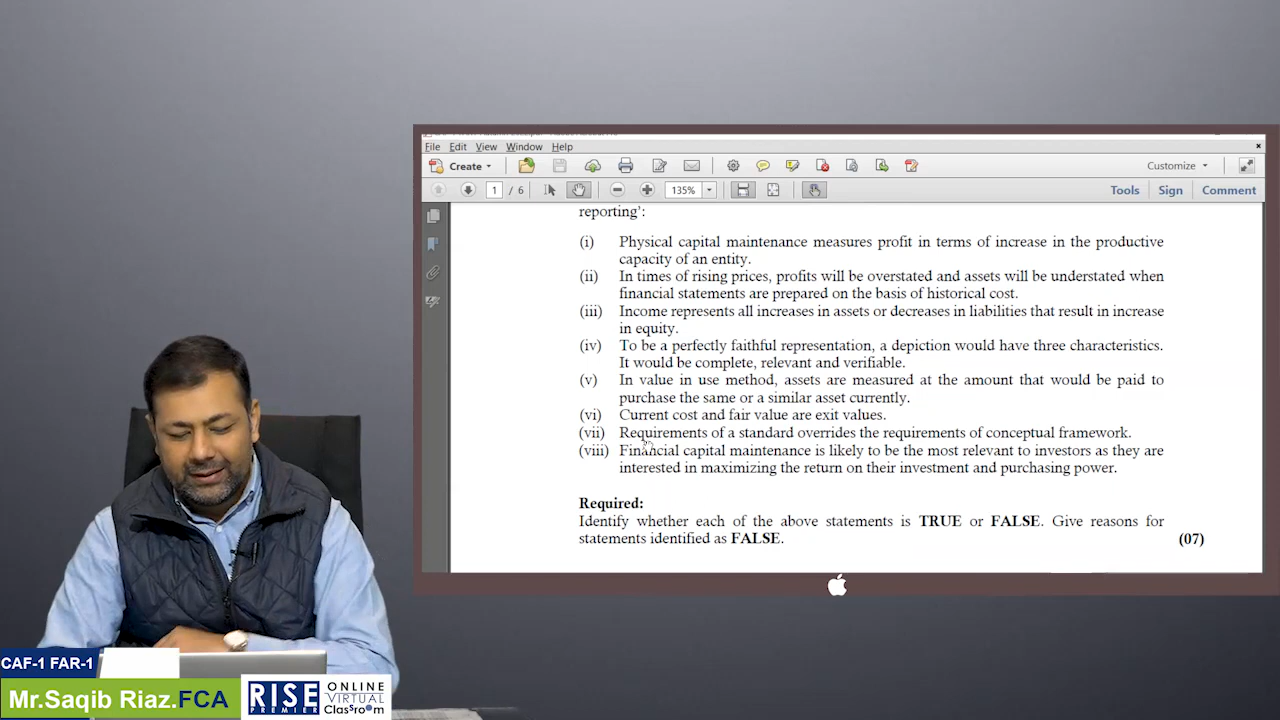 File Edit View Window Help
Create
Customize
1 / 6
135%
Tools Sign Comment
reporting':
(i) Physical capital maintenance measures profit in terms of increase in the productive
capacity of an entity.
(ii) In times of rising prices, profits will be overstated and assets will be understated when
financial statements are prepared on the basis of historical cost.
(iii) Income represents all increases in assets or decreases in liabilities that result in increase
in equity.
(iv) To be a perfectly faithful representation, a depiction would have three characteristics.
It would be complete, relevant and verifiable.
(v) In value in use method, assets are measured at the amount that would be paid to
purchase the same or a similar asset currently.
(vi) Current cost and fair value are exit values.
(vii) Requirements of a standard overrides the requirements of conceptual framework.
(viii) Financial capital maintenance is likely to be the most relevant to investors as they are
interested in maximizing the return on their investment and purchasing power.
Required:
Identify whether each of the above statements is TRUE or FALSE. Give reasons for
statements identified as FALSE.
(07)
CAF-1 FAR-1
Mr.Saqib Riaz.FCA
RISE
PREMIER
ONLINE
VIRTUAL
Classroom